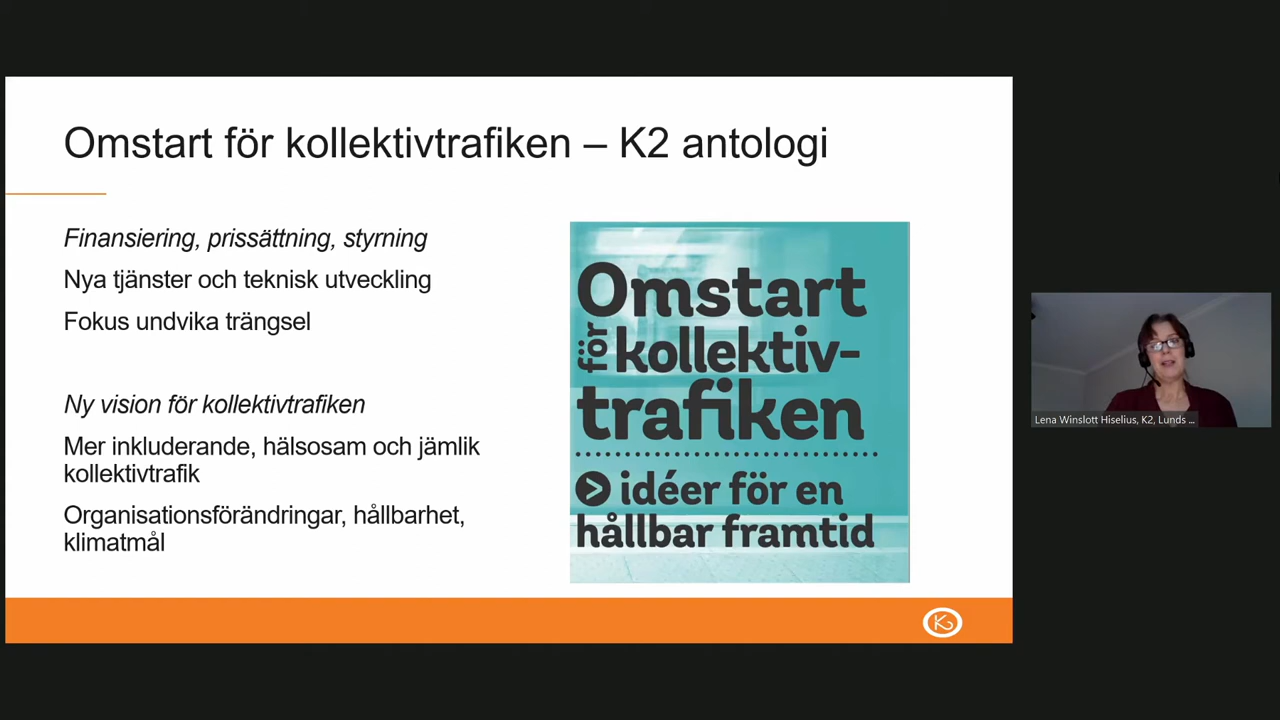 Omstart för kollektivtrafiken – K2 antologi
Finansiering, prissättning, styrning
Nya tjänster och teknisk utveckling
Fokus undvika trängsel
Ny vision för kollektivtrafiken
Mer inkluderande, hälsosam och jämlik
kollektivtrafik
Organisationsförändringar, hållbarhet,
klimatmål
Omstart
för kollektiv-
trafiken
idéer för en
hållbar framtid
K2
Lena Winslott Hiselius, K2, Lunds ...